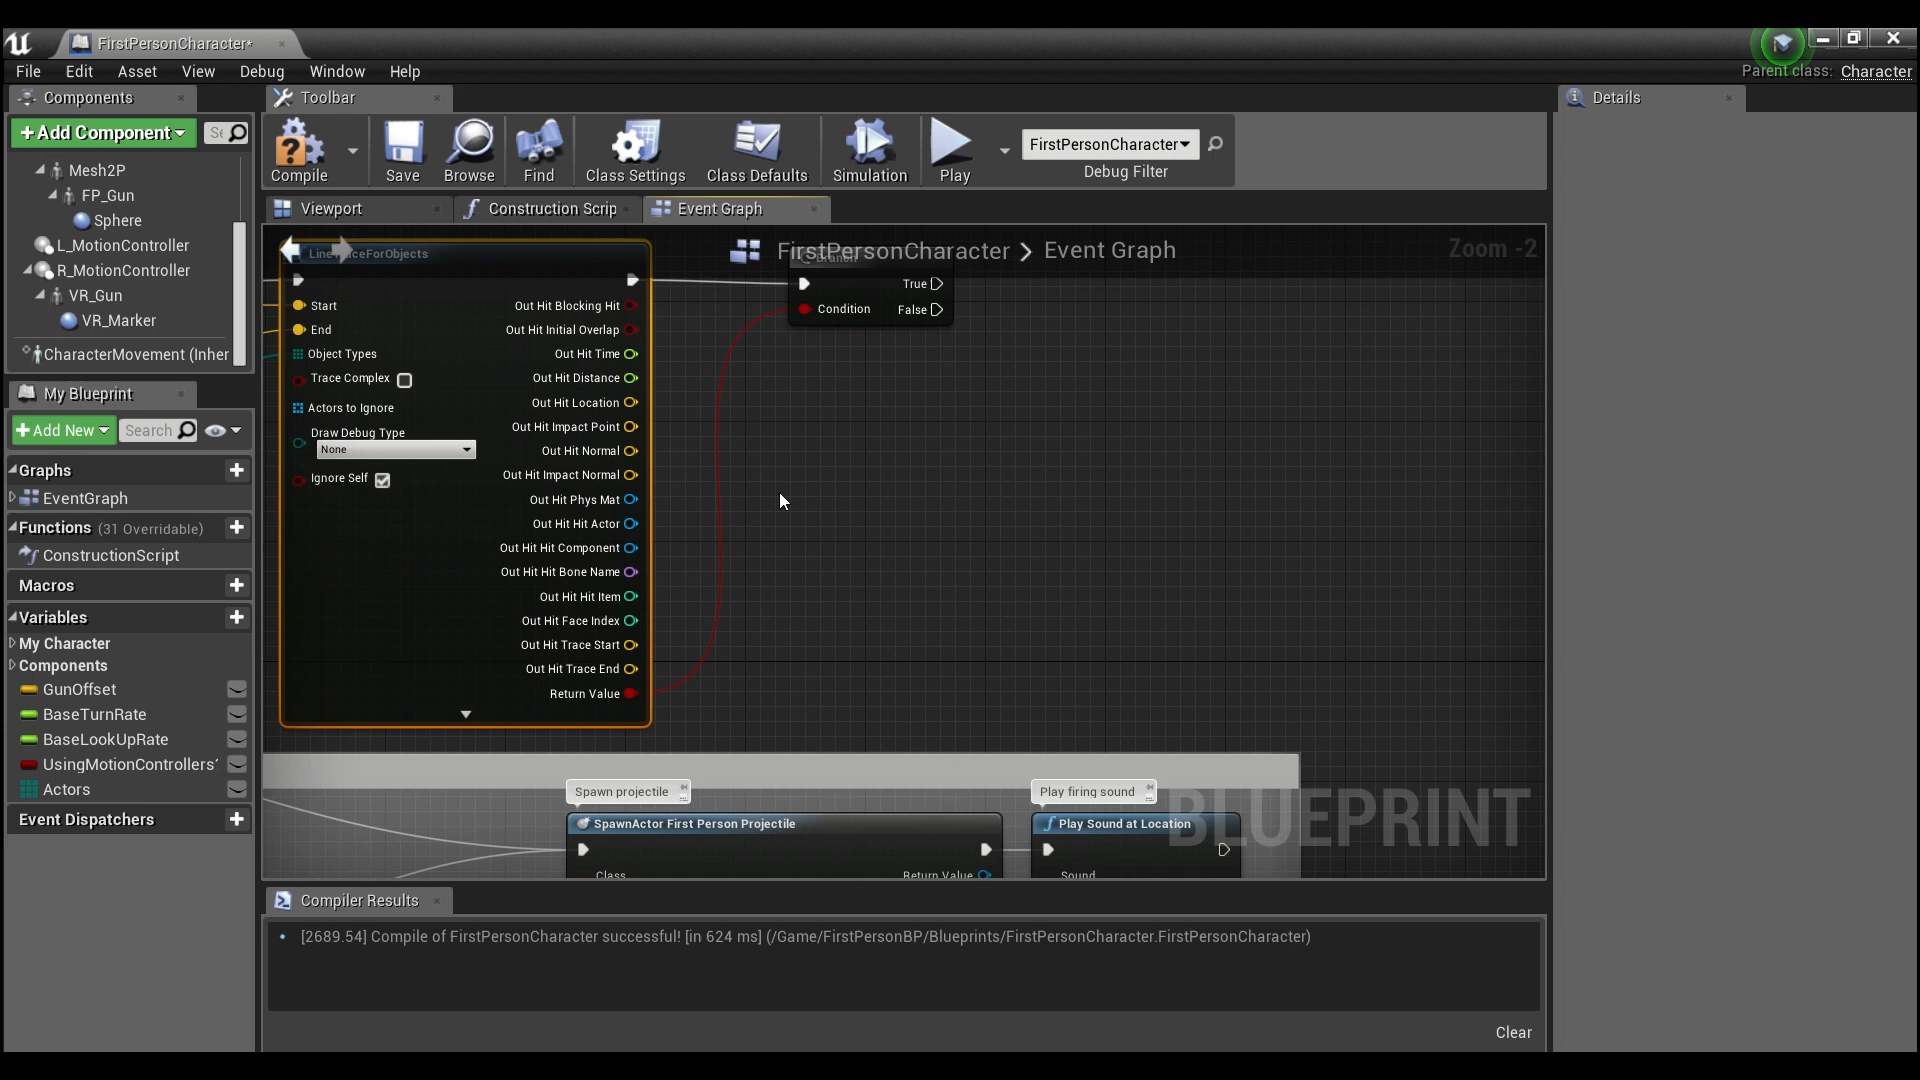 FirstPersonCharacter*
File Edit Asset View Debug Window Help
Parent class: Character
Components
Toolbar
Details
+Add Component
Se
Mesh2P
FP_Gun
Sphere
L_MotionController
R_MotionController
VR_Gun
VR_Marker
CharacterMovement (Inher
Compile
Save
Browse
Find
Class Settings
Class Defaults
Simulation
Play
FirstPersonCharacter
Debug Filter
Viewport
Construction Scrip
Event Graph
FirstPersonCharacter > Event Graph
Zoom -2
Branch
True
Condition
False
Start
End
Object Types
Trace Complex
Actors to Ignore
Draw Debug Type
None
Ignore Self
Out Hit Blocking Hit
Out Hit Initial Overlap
Out Hit Time
Out Hit Distance
Out Hit Location
Out Hit Impact Point
Out Hit Normal
Out Hit Impact Normal
Out Hit Phys Mat
Out Hit Hit Actor
Out Hit Hit Component
Out Hit Hit Bone Name
Out Hit Hit Item
Out Hit Face Index
Out Hit Trace Start
Out Hit Trace End
Return Value
Spawn projectile
SpawnActor First Person Projectile
Class
Return Value
Play firing sound
Play Sound at Location
Sound
BLUEPRINT
My Blueprint
+Add New
Search
Graphs
EventGraph
Functions (31 Overridable)
ConstructionScript
Macros
Variables
My Character
Components
GunOffset
BaseTurnRate
BaseLookUpRate
UsingMotionControllers?
Actors
Event Dispatchers
Compiler Results
[2689.54] Compile of FirstPersonCharacter successful! [in 624 ms] (/Game/FirstPersonBP/Blueprints/FirstPersonCharacter.FirstPersonCharacter)
Clear